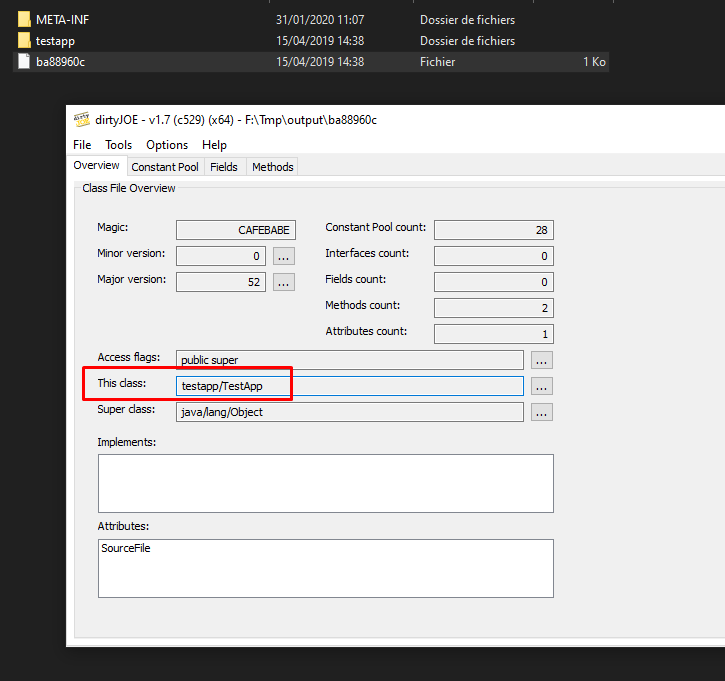 META-INF 31/01/2020 11:07 Dossier de fichiers
testapp 15/04/2019 14:38 Dossier de fichiers
ba88960c 15/04/2019 14:38 Fichier 1 Ko
dirtyJOE - v1.7 (c529) (x64) - F:\Tmp\output\ba88960c
File Tools Options Help
Overview Constant Pool Fields Methods
Class File Overview
Magic: CAFEBABE Constant Pool count: 28
Minor version: 0 ... Interfaces count: 0
Major version: 52 ... Fields count: 0
Methods count: 2
Attributes count: 1
Access flags: public super ...
This class: testapp/TestApp ...
Super class: java/lang/Object ...
Implements:
Attributes:
SourceFile